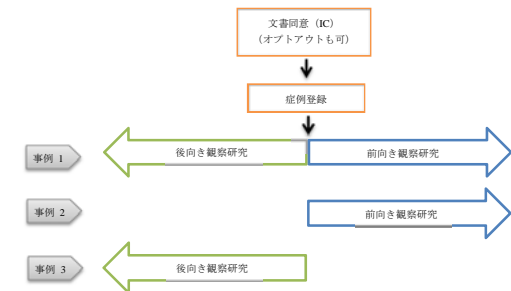 文書同意（IC）
（オプトアウトも可）
症例登録
事例 1
後向き観察研究
前向き観察研究
事例 2
前向き観察研究
事例 3
後向き観察研究